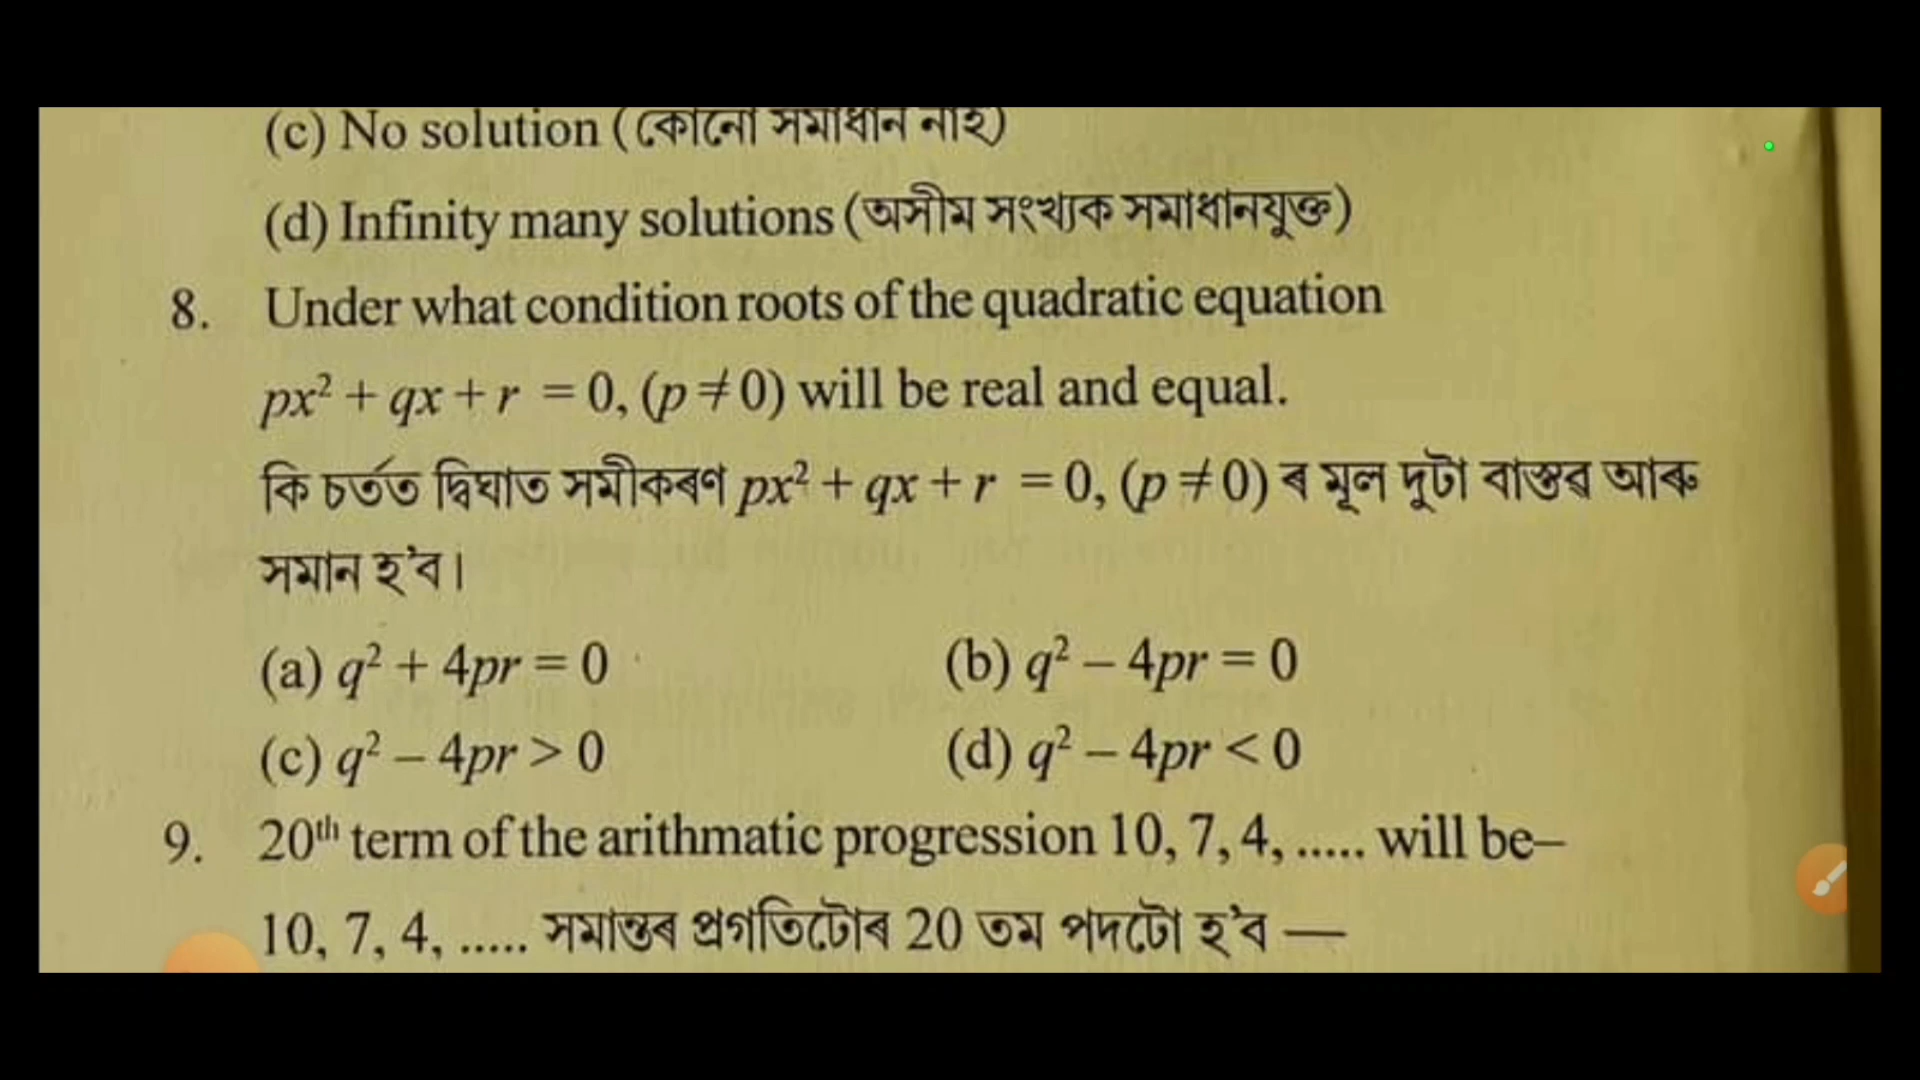 (c) No solution (কোনো সমাধান নাই)
(d) Infinity many solutions (অসীম সংখ্যক সমাধানযুক্ত)
8. Under what condition roots of the quadratic equation
px² + qx + r = 0, (p ≠ 0) will be real and equal.
কি চৰ্তত দ্বিঘাত সমীকৰণ px² + qx + r = 0, (p ≠ 0) ৰ মূল দুটা বাস্তৱ আৰু
সমান হ'ব।
(a) q² + 4pr = 0 (b) q² – 4pr = 0
(c) q² – 4pr > 0 (d) q² – 4pr < 0
9. 20th term of the arithmatic progression 10, 7, 4, ..... will be–
10, 7, 4, ..... সমান্তৰ প্ৰগতিটোৰ 20 তম পদটো হ'ব —